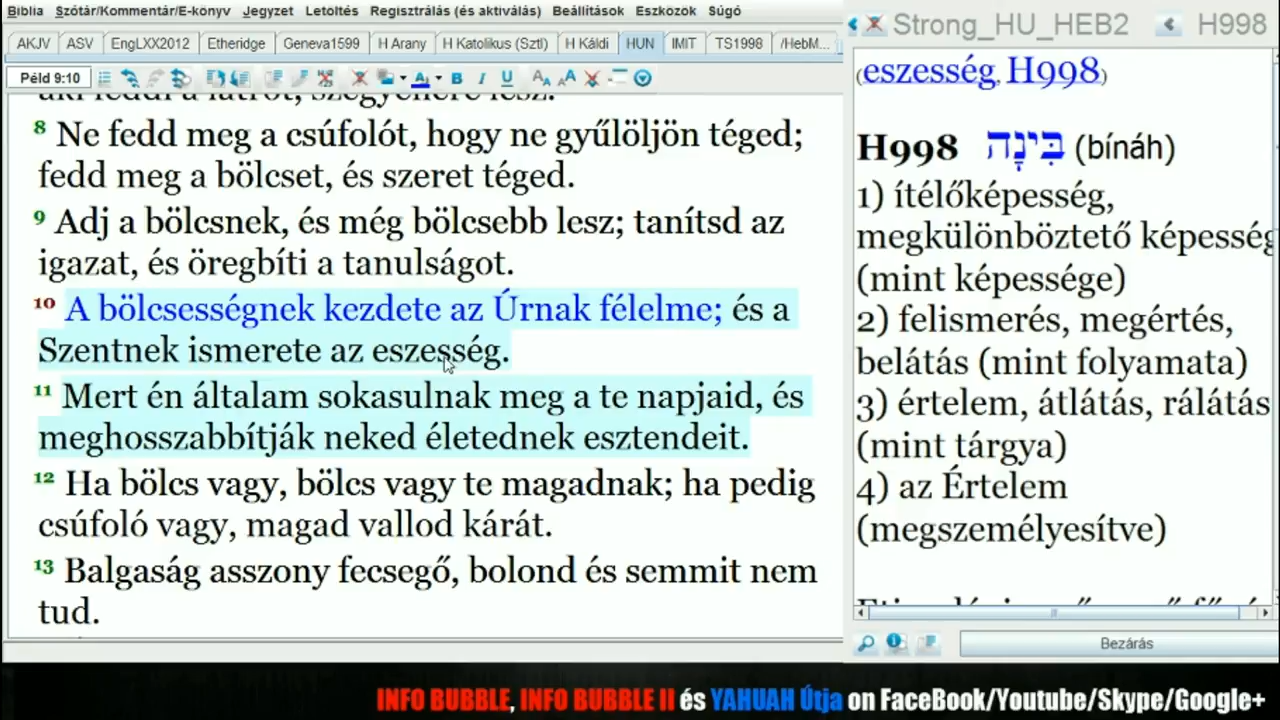 Biblia Szótár/Kommentár/E-könyv Jegyzet Letoltés Regisztrálás (és aktiválás) Beállítások Eszközök Súgó
AKJV ASV EngLXX2012 Etheridge Geneva1599 H Arany H Katolikus (Sztl) H Káldi HUN IMIT TS1998 /HebM...
Péld 9:10
aki feddi a latrot, szégyenére lesz.
8 Ne fedd meg a csúfolót, hogy ne gyűlöljön téged;
fedd meg a bölcset, és szeret téged.
9 Adj a bölcsnek, és még bölcsebb lesz; tanítsd az
igazat, és öregbíti a tanulságot.
10 A bölcsességnek kezdete az Úrnak félelme; és a
Szentnek ismerete az eszesség.
11 Mert én általam sokasulnak meg a te napjaid, és
meghosszabbítják neked életednek esztendeit.
12 Ha bölcs vagy, bölcs vagy te magadnak; ha pedig
csúfoló vagy, magad vallod kárát.
13 Balgaság asszony fecsegő, bolond és semmit nem
tud.
Strong_HU_HEB2 H998
(eszesség, H998)
H998 בִּינָה (bínáh)
1) ítélőképesség,
megkülönböztető képesség
(mint képessége)
2) felismerés, megértés,
belátás (mint folyamata)
3) értelem, átlátás, rálátás
(mint tárgya)
4) az Értelem
(megszemélyesítve)
Bezárás
INFO BUBBLE, INFO BUBBLE II és YAHUAH Útja on FaceBook/Youtube/Skype/Google+